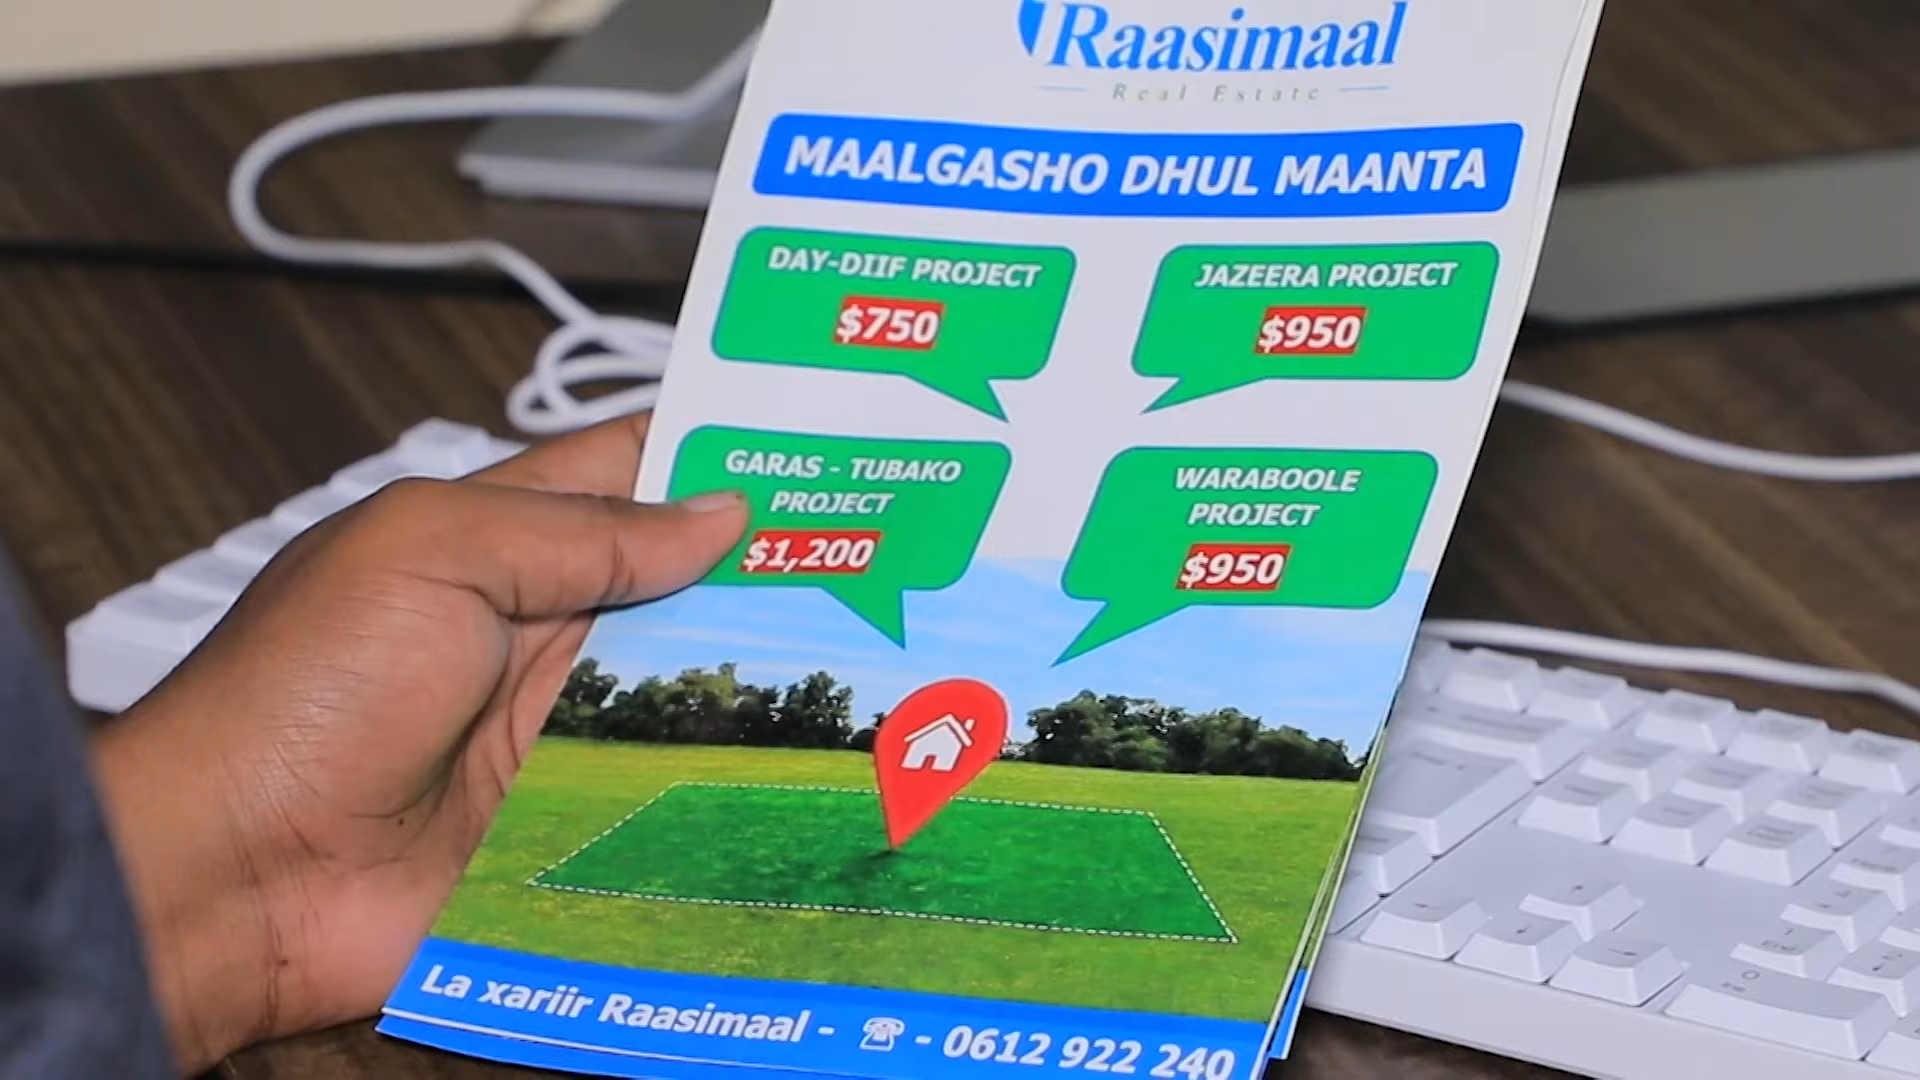 Raasimaal
Real Estate
MAALGASHO DHUL MAANTA
DAY-DIIF PROJECT
$750
JAZEERA PROJECT
$950
GARAS - TUBAKO
PROJECT
$1,200
WARABOOLE
PROJECT
$950
La xariir Raasimaal - ☎ - 0612 922 240